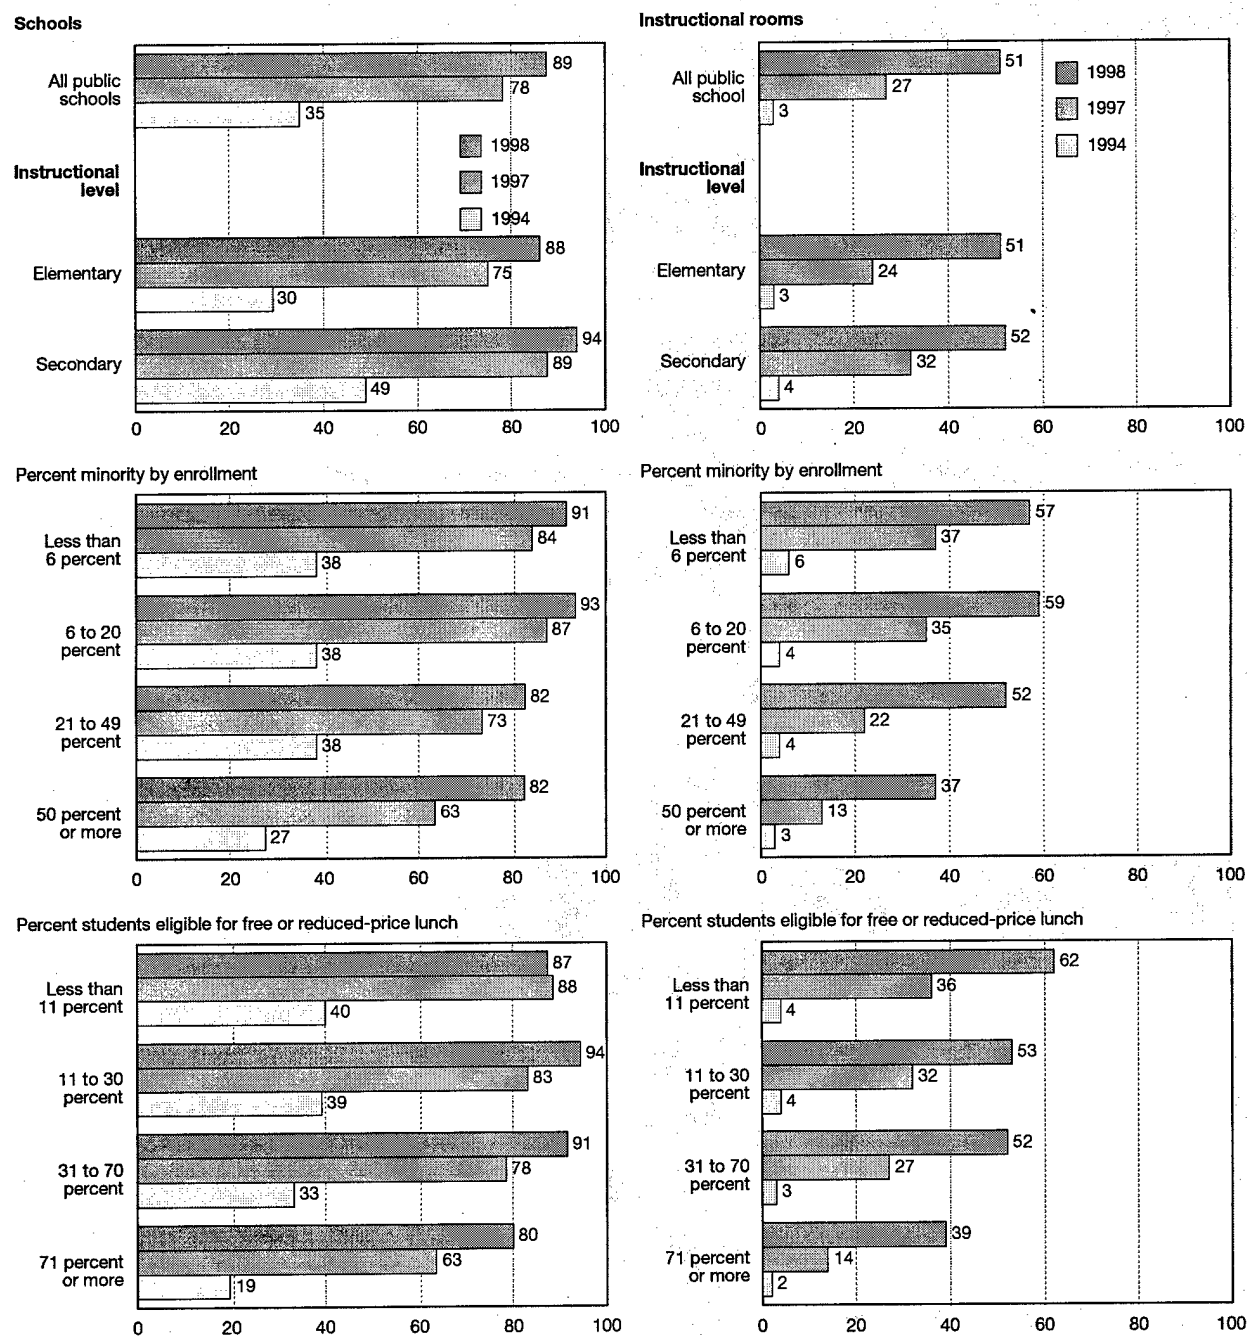 Schools
All public
schools
89
78
35
1998
1997
1994
Instructional
level
Elementary
88
75
30
Secondary
94
89
49
0 20 40 60 80 100
Instructional rooms
All public
school
51
27
3
1998
1997
1994
Instructional
level
Elementary
51
24
3
Secondary
52
32
4
0 20 40 60 80 100
Percent minority by enrollment
Less than
6 percent
91
84
38
6 to 20
percent
93
87
38
21 to 49
percent
82
73
38
50 percent
or more
82
63
27
0 20 40 60 80 100
Percent minority by enrollment
Less than
6 percent
57
37
6
6 to 20
percent
59
35
4
21 to 49
percent
52
22
4
50 percent
or more
37
13
3
0 20 40 60 80 100
Percent students eligible for free or reduced-price lunch
Less than
11 percent
87
88
40
11 to 30
percent
94
83
39
31 to 70
percent
91
78
33
71 percent
or more
80
63
19
0 20 40 60 80 100
Percent students eligible for free or reduced-price lunch
Less than
11 percent
62
36
4
11 to 30
percent
53
32
4
31 to 70
percent
52
27
3
71 percent
or more
39
14
2
0 20 40 60 80 100